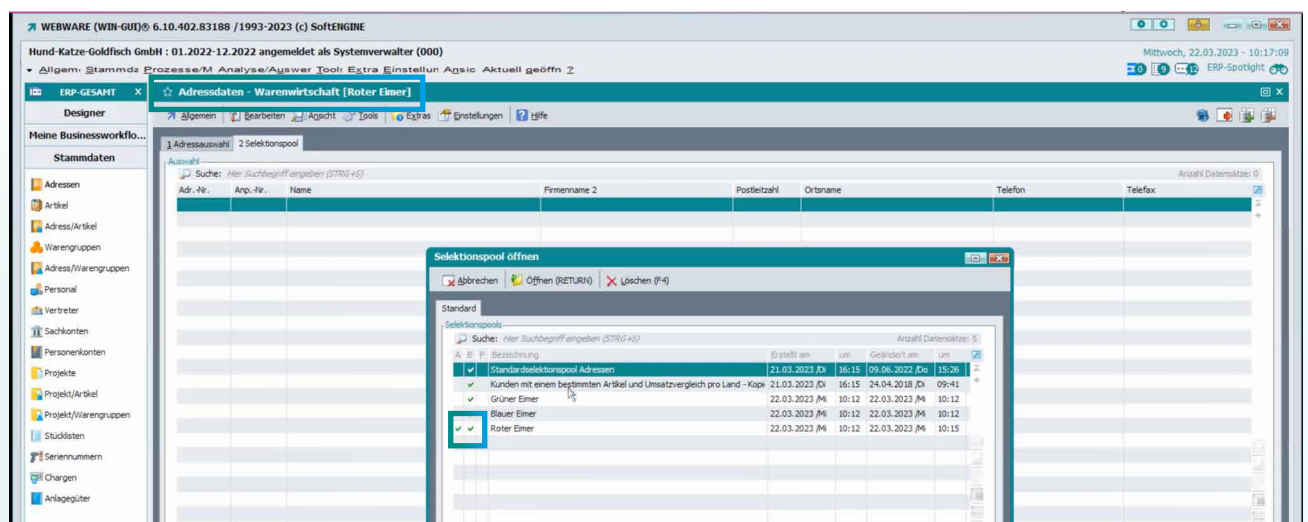 WEBWARE (WIN-GUI)® 6.10.402.83188 /1993-2023 (c) SoftENGINE
Hund-Katze-Goldfisch GmbH : 01.2022-12.2022 angemeldet als Systemverwalter (000)
Mittwoch, 22.03.2023 - 10:17:09
Allgem Stammda Prozesse/M Analyse/Auswer Tools Extra Einstellun Ansic Aktuell geöffn ?
0 9 12 ERP-Spotlight
ERP-GESAMT X
Adressdaten - Warenwirtschaft [Roter Eimer]
Designer
Allgemein Bearbeiten Ansicht Tools Extras Einstellungen Hilfe
Meine Businessworkflo...
1 Adressauswahl 2 Selektionspool
Stammdaten
Auswahl
Suche: Hier Suchbegriff eingeben (STRG+S) Anzahl Datensätze: 0
Adr.-Nr. Anp.-Nr. Name Firmenname 2 Postleitzahl Ortsname Telefon Telefax
Adressen
Artikel
Adress/Artikel
Warengruppen
Adress/Warengruppen
Personal
Vertreter
Sachkonten
Personenkonten
Projekte
Projekt/Artikel
Projekt/Warengruppen
Stücklisten
Seriennummern
Chargen
Anlagegüter
Selektionspool öffnen
Abbrechen Öffnen (RETURN) Löschen (F4)
Standard
Selektionspools
Suche: Hier Suchbegriff eingeben (STRG+S) Anzahl Datensätze: 5
A B P Bezeichnung Erstellt am um Geändert am um
Standardselektionspool Adressen 21.03.2023 /Di 16:15 09.06.2022 /Do 15:26
Kunden mit einem bestimmten Artikel und Umsatzvergleich pro Land - Kopi 21.03.2023 /Di 16:15 24.04.2018 /Di 09:41
Grüner Eimer 22.03.2023 /Mi 10:12 22.03.2023 /Mi 10:12
Blauer Eimer 22.03.2023 /Mi 10:12 22.03.2023 /Mi 10:12
Roter Eimer 22.03.2023 /Mi 10:12 22.03.2023 /Mi 10:15